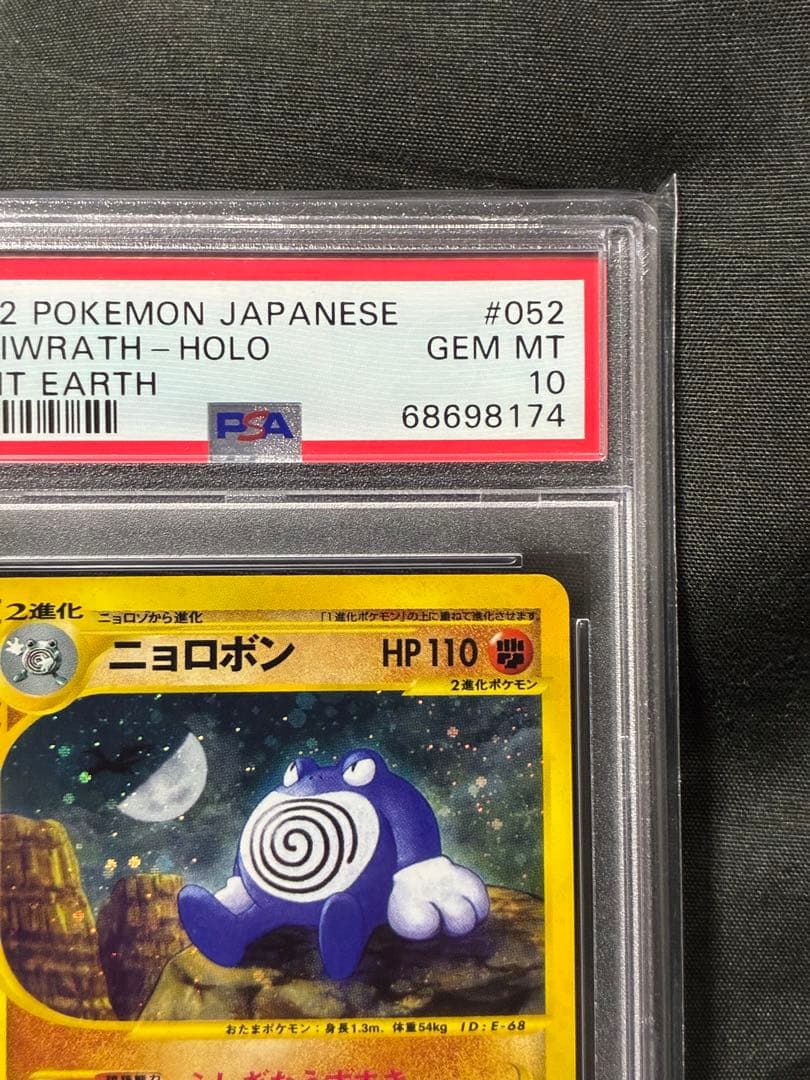 2 POKEMON JAPANESE #052
IWRATH - HOLO GEM MT
IT EARTH 10
PSA 68698174
2進化 ニョロゾから進化 「1進化ポケモン」の上に重ねて進化させます。
ニョロボン HP110
2進化ポケモン
おたまポケモン：身長1.3m、体重54kg ID:E-68